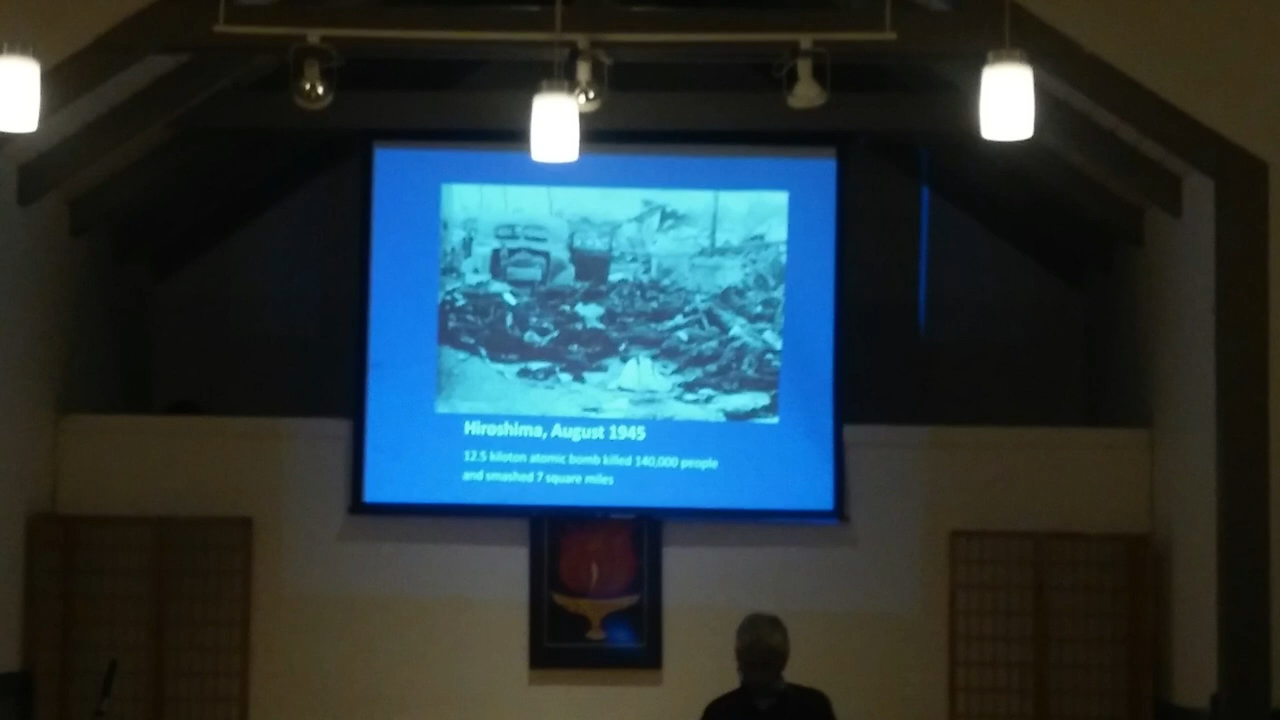 Hiroshima, August 1945
12.5 kiloton atomic bomb killed 140,000 people
and smashed 7 square miles